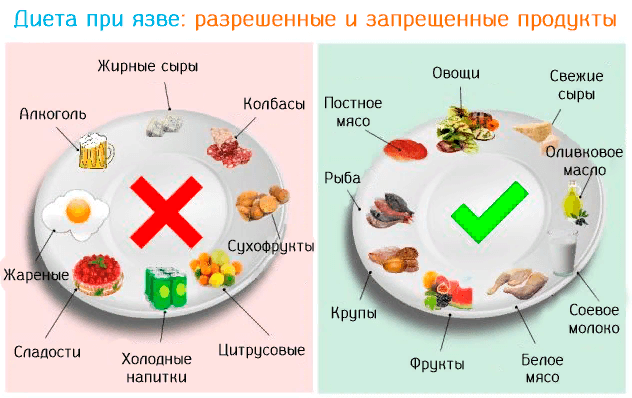 Диета при язве: разрешенные и запрещенные продукты
Жирные сыры
Алкоголь
Колбасы
Сухофрукты
Жареные
Сладости
Холодные
напитки
Цитрусовые
Овощи
Свежие
сыры
Постное
мясо
Оливковое
масло
Рыба
Крупы
Соевое
молоко
Фрукты
Белое
мясо